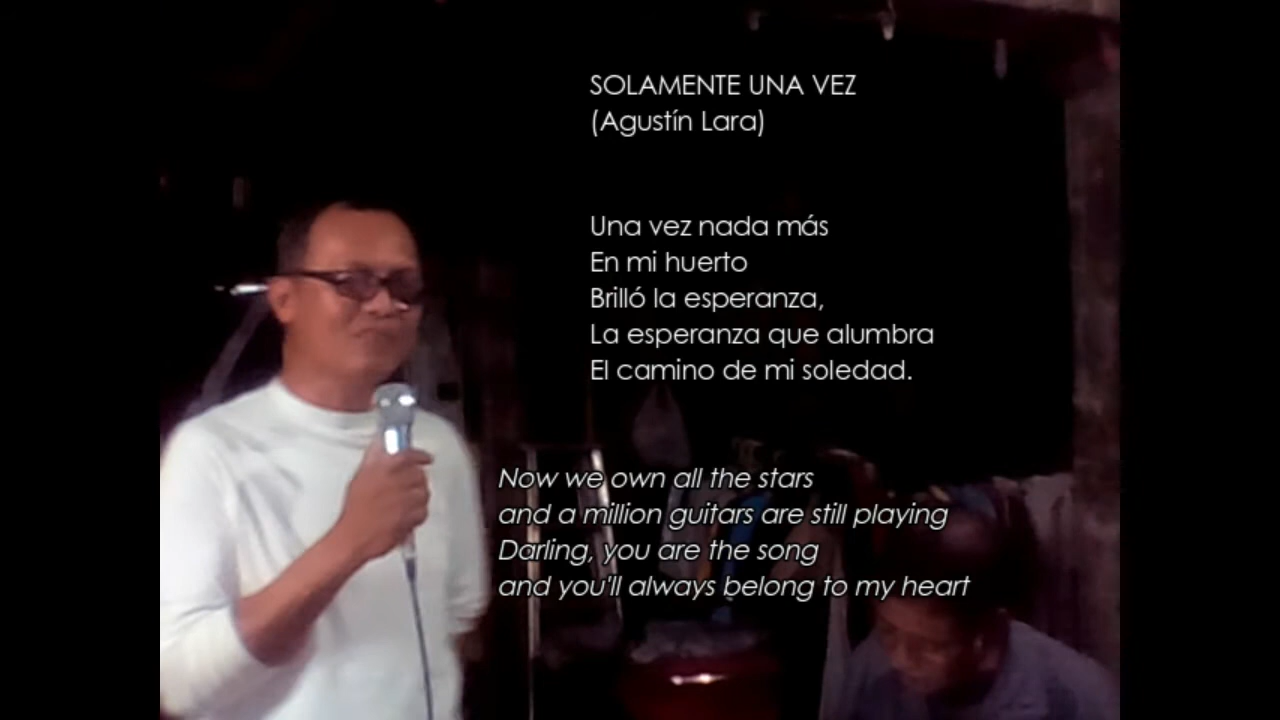 SOLAMENTE UNA VEZ
(Agustín Lara)
Una vez nada más
En mi huerto
Brilló la esperanza,
La esperanza que alumbra
El camino de mi soledad.
Now we own all the stars
and a million guitars are still playing
Darling, you are the song
and you'll always belong to my heart